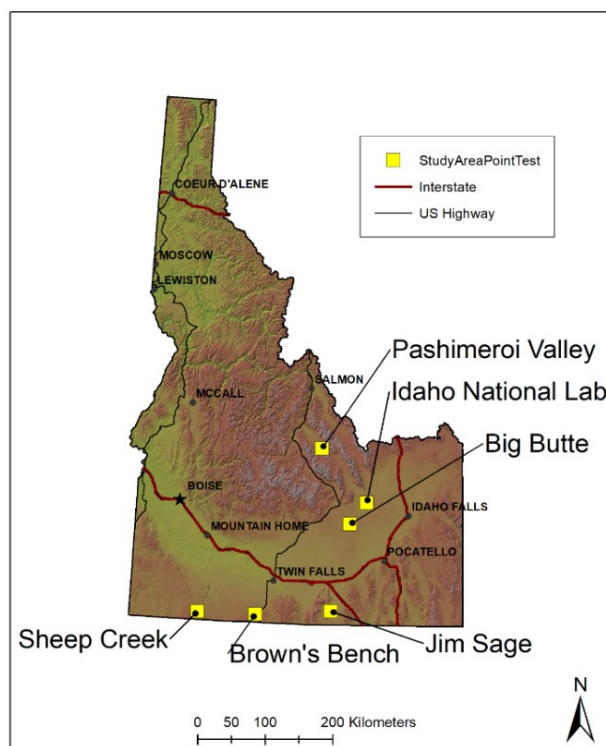 StudyAreaPointTest
Interstate
US Highway
COEUR D'ALENE
MOSCOW
LEWISTON
Pashimeroi Valley
SALMON
Idaho National Lab
MCCALL
Big Butte
BOISE
IDAHO FALLS
MOUNTAIN HOME
POCATELLO
TWIN FALLS
Sheep Creek
Brown's Bench
Jim Sage
N
0 50 100 200 Kilometers